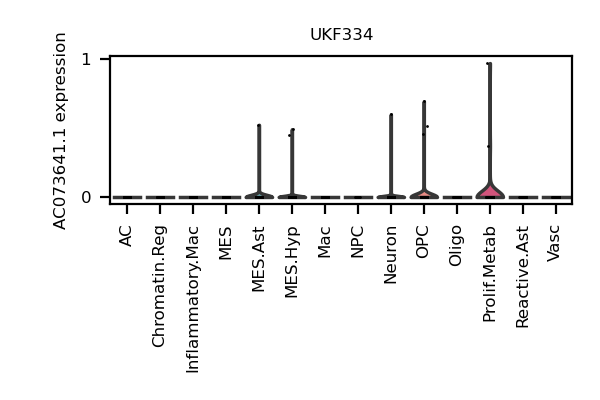 UKF334
AC073641.1 expression
1
0
AC
Chromatin.Reg
Inflammatory.Mac
MES
MES.Ast
MES.Hyp
Mac
NPC
Neuron
OPC
Oligo
Prolif.Metab
Reactive.Ast
Vasc